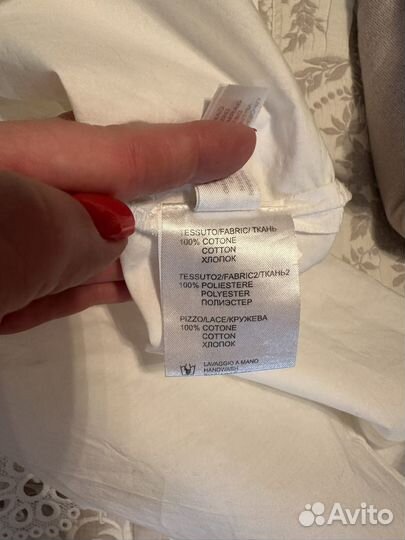 TESSUTO/FABRIC/ ТКАНЬ
100% COTONE
COTTON
ХЛОПОК
TESSUTO2/FABRIC2/ТКАНЬ2
100% POLIESTERE
POLYESTER
ПОЛИЭСТЕР
PIZZO/LACE/КРУЖЕВА
100% COTONE
COTTON
ХЛОПОК
LAVAGGIO A MANO
HANDWASH
Avito